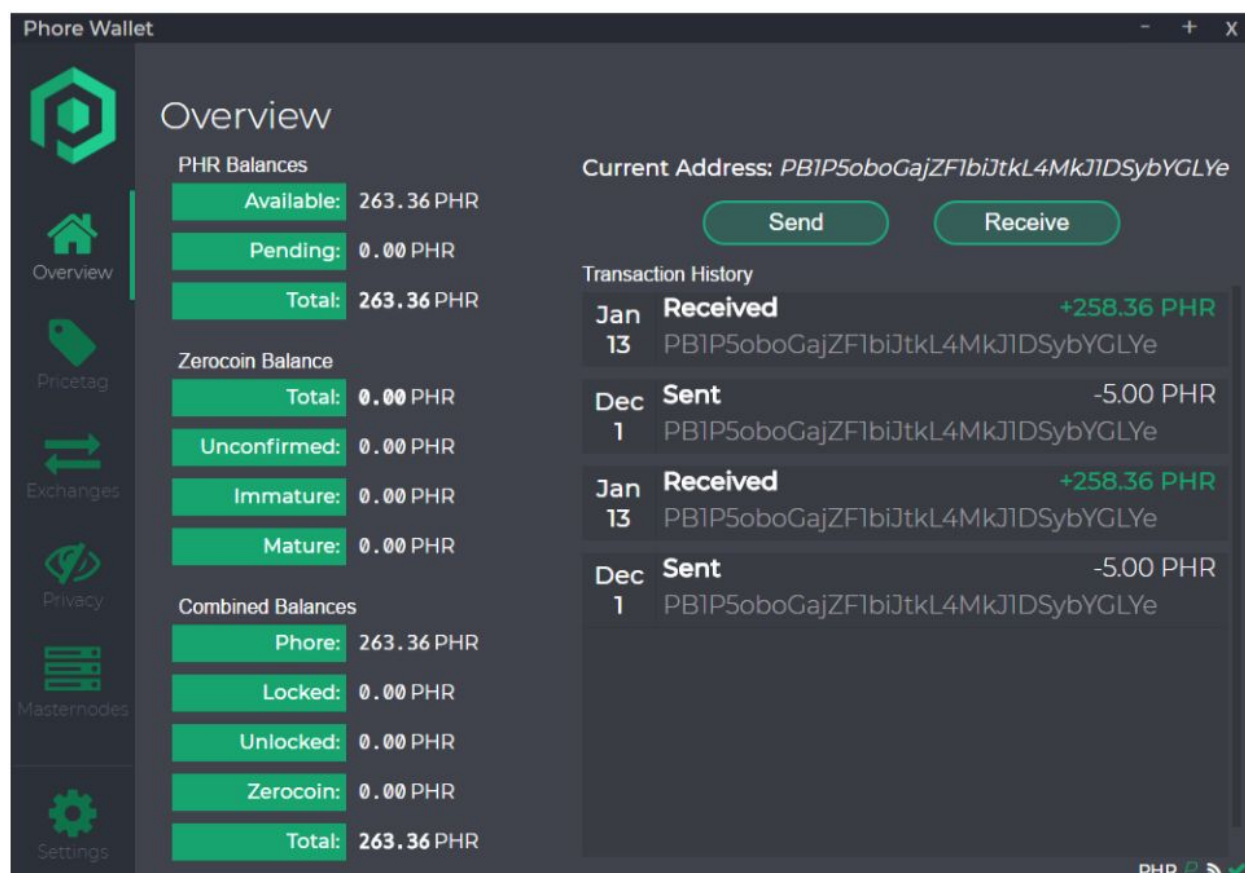 Phore Wallet
- + x
Overview
PHR Balances
Available: 263.36 PHR
Pending: 0.00 PHR
Total: 263.36 PHR
Zerocoin Balance
Total: 0.00 PHR
Unconfirmed: 0.00 PHR
Immature: 0.00 PHR
Mature: 0.00 PHR
Combined Balances
Phore: 263.36 PHR
Locked: 0.00 PHR
Unlocked: 0.00 PHR
Zerocoin: 0.00 PHR
Total: 263.36 PHR
Current Address: PB1P5oboGajZF1biJtkL4MkJ1DSybYGLYe
Send
Receive
Transaction History
Jan 13 Received +258.36 PHR
PB1P5oboGajZF1biJtkL4MkJ1DSybYGLYe
Dec 1 Sent -5.00 PHR
PB1P5oboGajZF1biJtkL4MkJ1DSybYGLYe
Jan 13 Received +258.36 PHR
PB1P5oboGajZF1biJtkL4MkJ1DSybYGLYe
Dec 1 Sent -5.00 PHR
PB1P5oboGajZF1biJtkL4MkJ1DSybYGLYe
Overview
Pricetag
Exchanges
Privacy
Masternodes
Settings
PHR